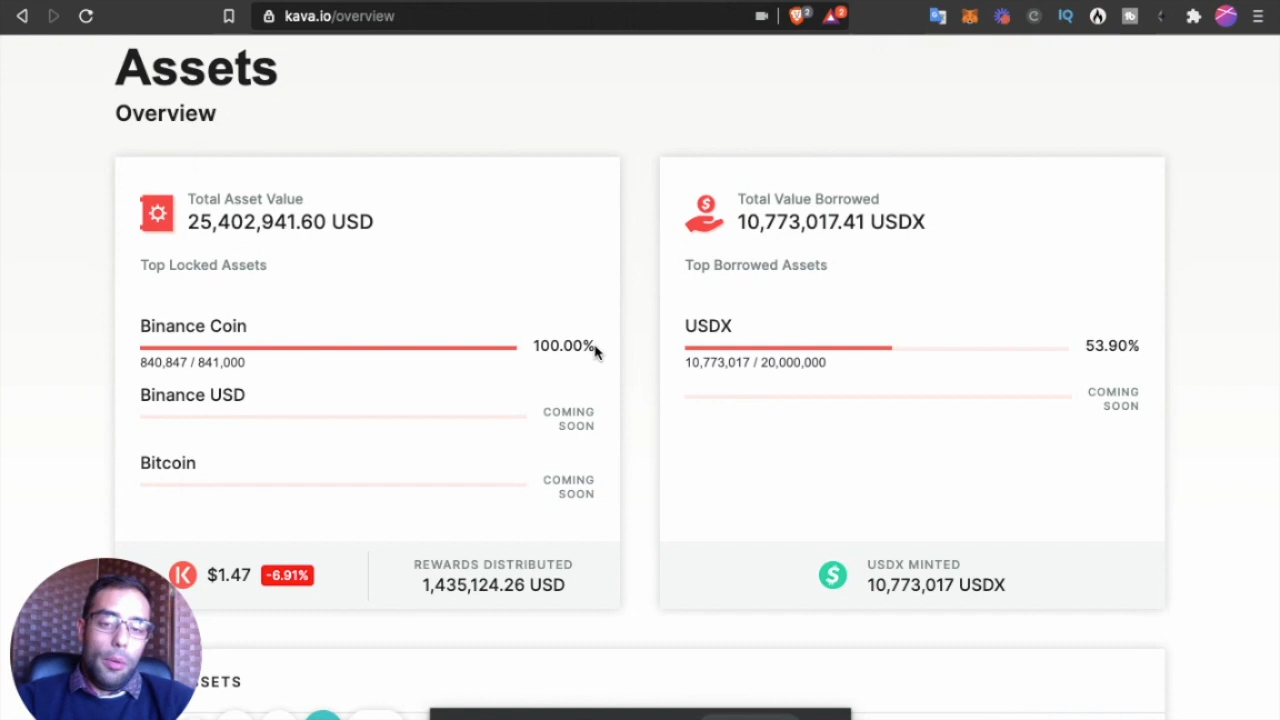 kava.io/overview
2
2
IQ
Assets
Overview
Total Asset Value
25,402,941.60 USD
Top Locked Assets
Binance Coin
100.00%
840,847 / 841,000
Binance USD
COMING
SOON
Bitcoin
COMING
SOON
$1.47 -6.91%
REWARDS DISTRIBUTED
1,435,124.26 USD
Total Value Borrowed
10,773,017.41 USDX
Top Borrowed Assets
USDX
53.90%
10,773,017 / 20,000,000
COMING
SOON
USDX MINTED
10,773,017 USDX
SETS